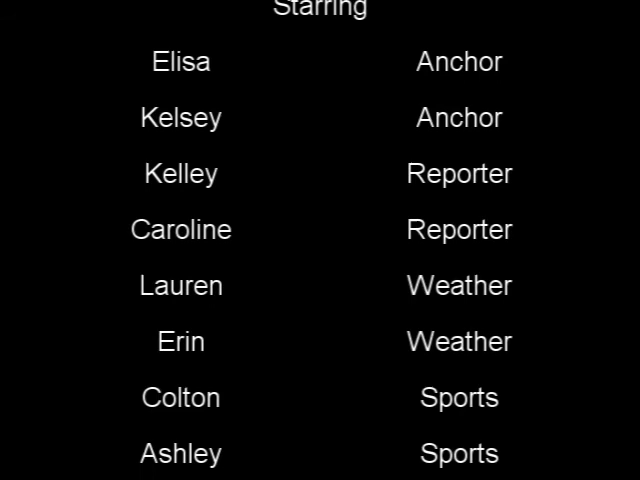 Starring
Elisa Anchor
Kelsey Anchor
Kelley Reporter
Caroline Reporter
Lauren Weather
Erin Weather
Colton Sports
Ashley Sports